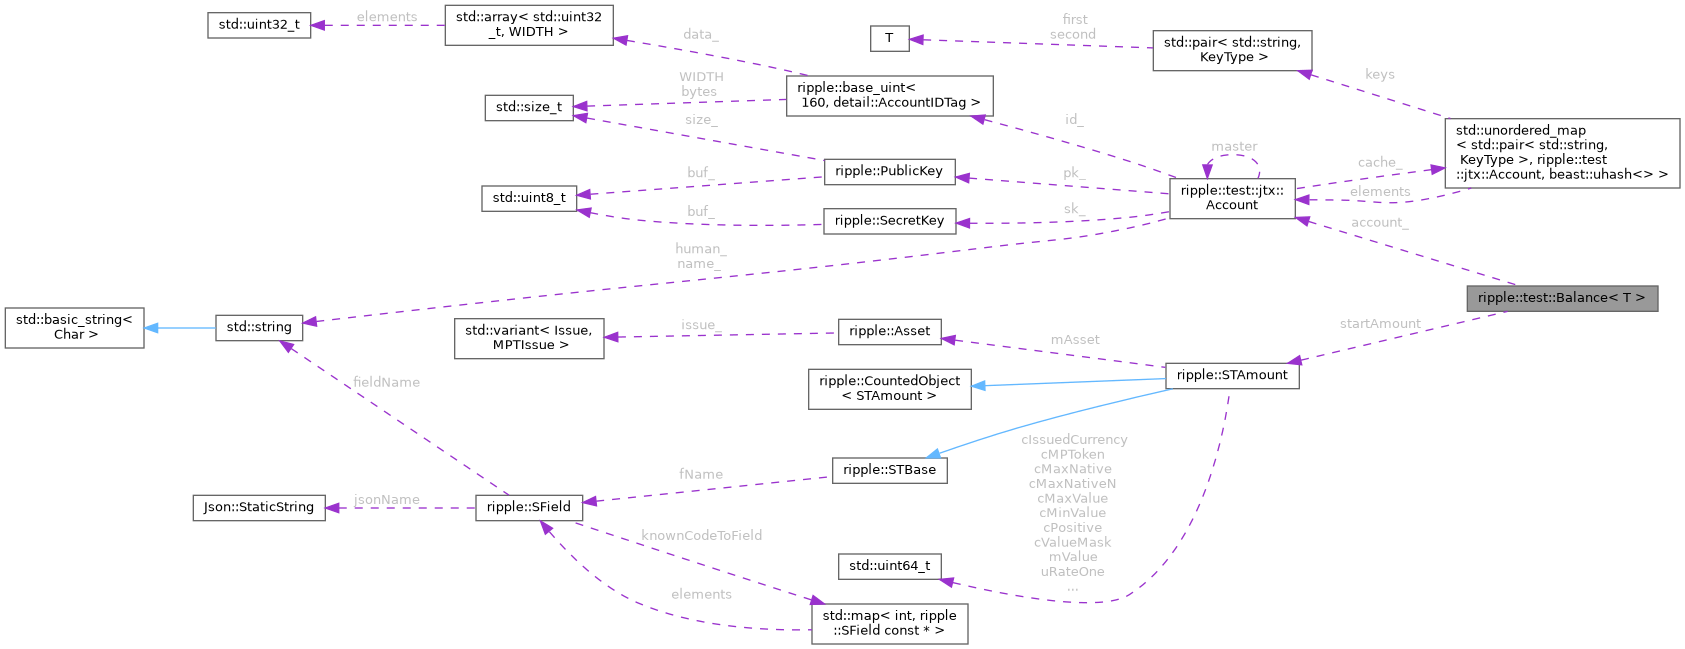 std::uint32_t
elements
std::array< std::uint32
_t, WIDTH >
data_
first
second
T
std::pair< std::string,
KeyType >
keys
WIDTH
bytes
std::size_t
size_
ripple::base_uint<
160, detail::AccountIDTag >
id_
std::unordered_map
< std::pair< std::string,
KeyType >, ripple::test
::jtx::Account, beast::uhash<> >
master
cache_
elements
ripple::PublicKey
pk_
buf_
std::uint8_t
buf_
ripple::SecretKey
sk_
ripple::test::jtx::
Account
account_
human_
name_
ripple::test::Balance< T >
std::basic_string<
Char >
std::string
std::variant< Issue,
MPTIssue >
issue_
ripple::Asset
mAsset
startAmount
ripple::STAmount
ripple::CountedObject
< STAmount >
fieldName
cIssuedCurrency
cMPToken
cMaxNative
cMaxNativeN
cMaxValue
cMinValue
cPositive
cValueMask
mValue
uRateOne
...
ripple::STBase
fName
Json::StaticString
jsonName
ripple::SField
knownCodeToField
std::uint64_t
elements
std::map< int, ripple
::SField const * >